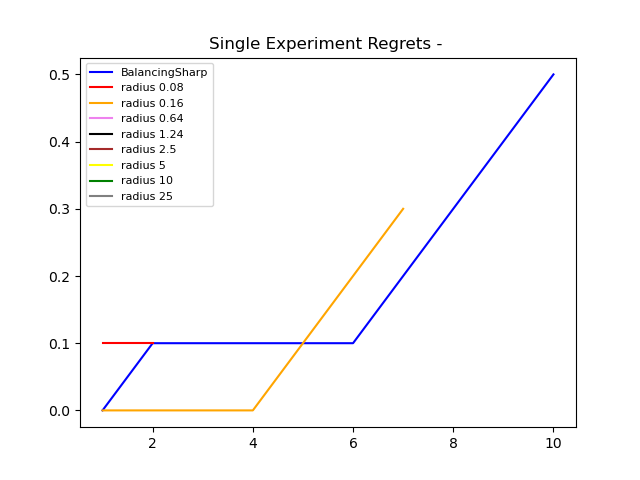 Single Experiment Regrets -
BalancingSharp
radius 0.08
radius 0.16
radius 0.64
radius 1.24
radius 2.5
radius 5
radius 10
radius 25
0.5
0.4
0.3
0.2
0.1
0.0
2 4 6 8 10